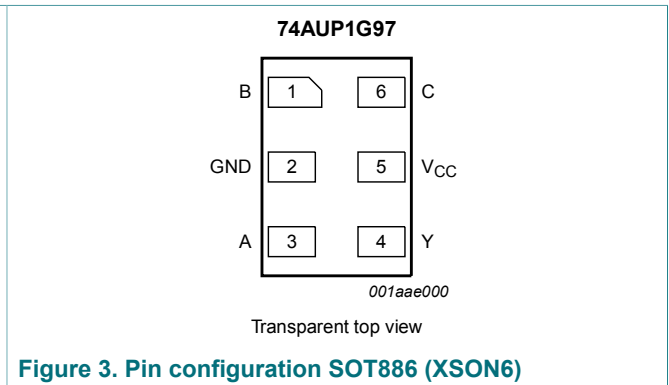 74AUP1G97
B 1 6 C
GND 2 5 VCC
A 3 4 Y
001aae000
Transparent top view
Figure 3. Pin configuration SOT886 (XSON6)